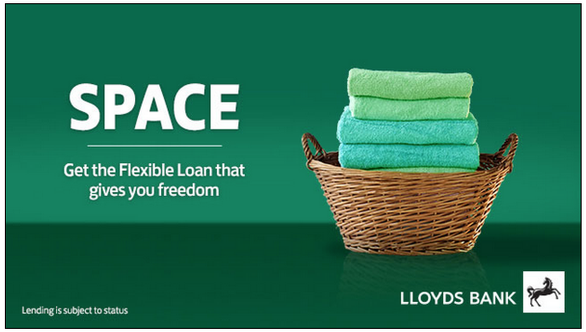 SPACE
Get the Flexible Loan that
gives you freedom
LLOYDS BANK
Lending is subject to status